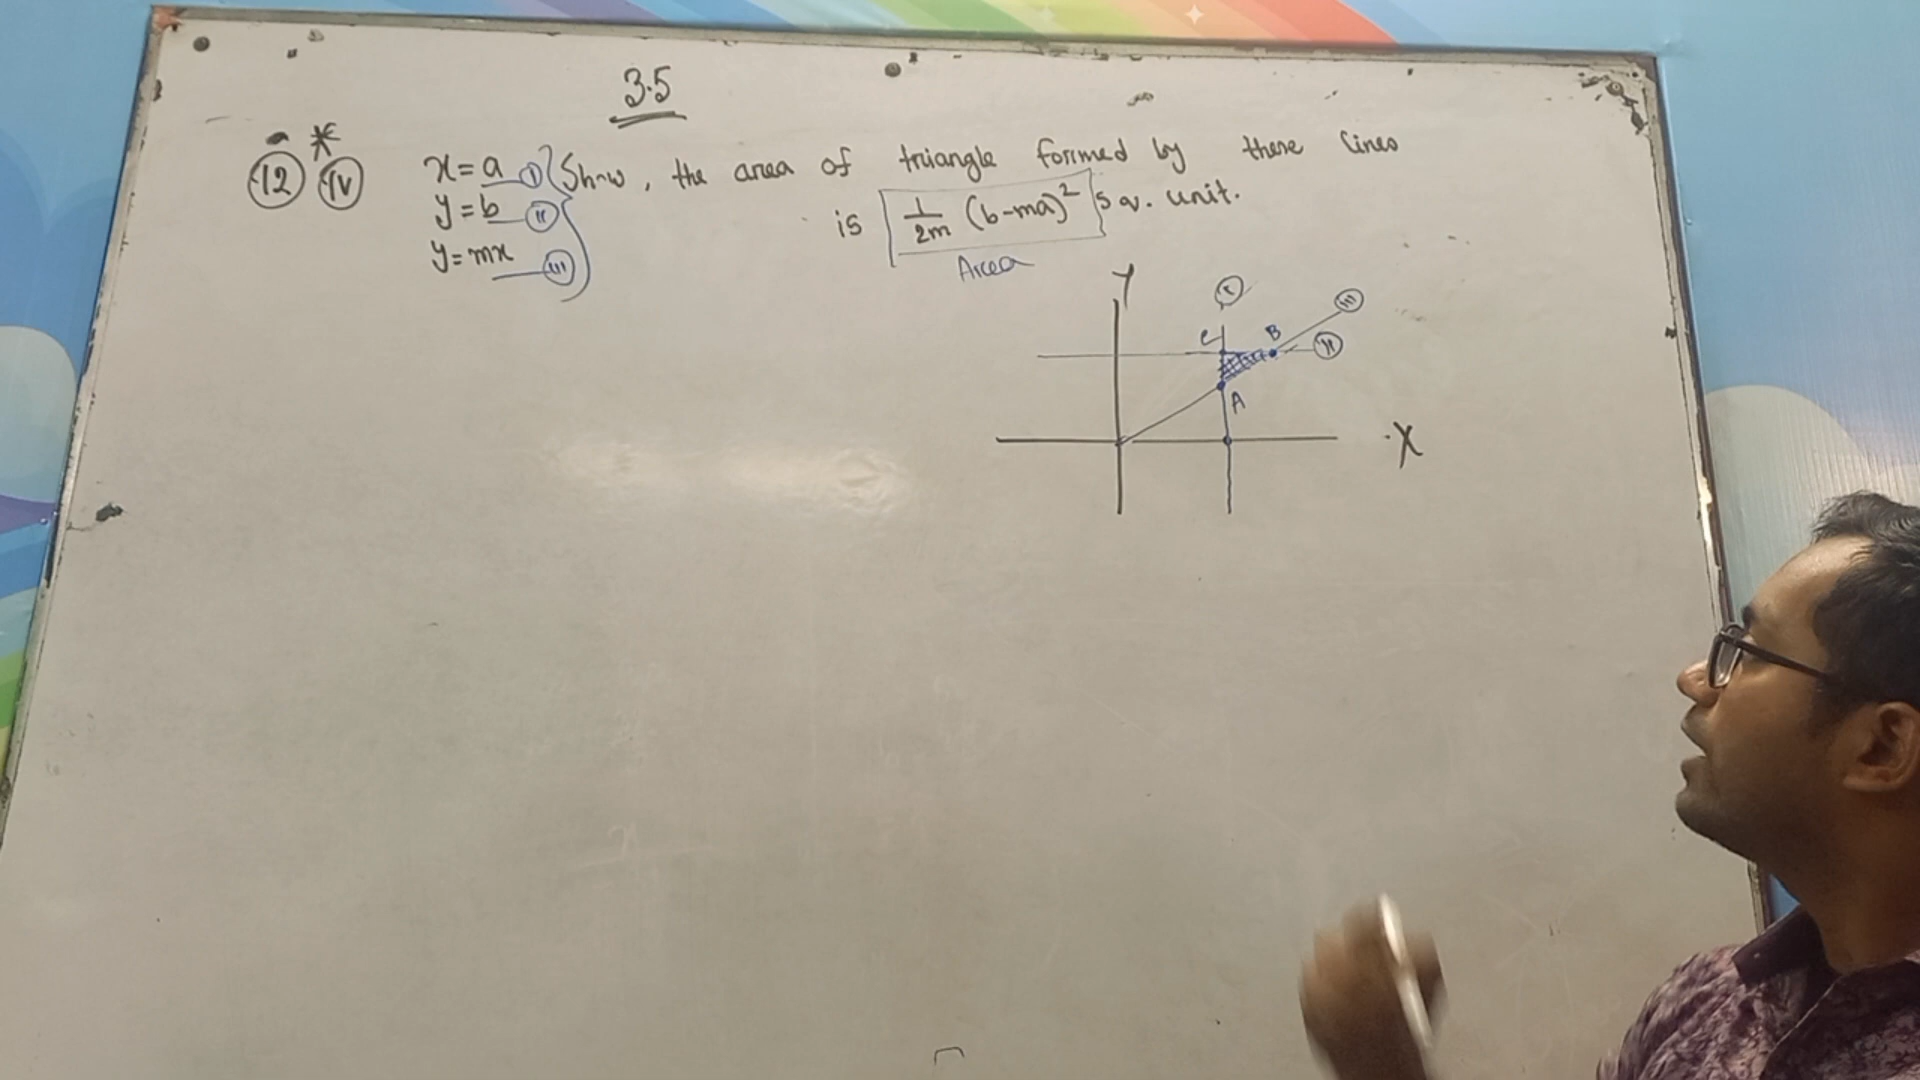 3.5
* 
(12) (iv) x = a (i) Show, the area of triangle formed by these lines
y = b (ii) is 1/2m (b-ma)² sq. unit.
y = mx (iii) Area
Y
(i) (iii)
C B (ii)
A
X